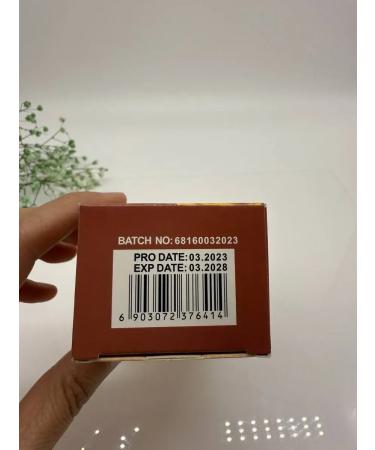 BATCH NO: 68160032023
PRO DATE: 03.2023
EXP DATE: 03.2028
6 903072 376414